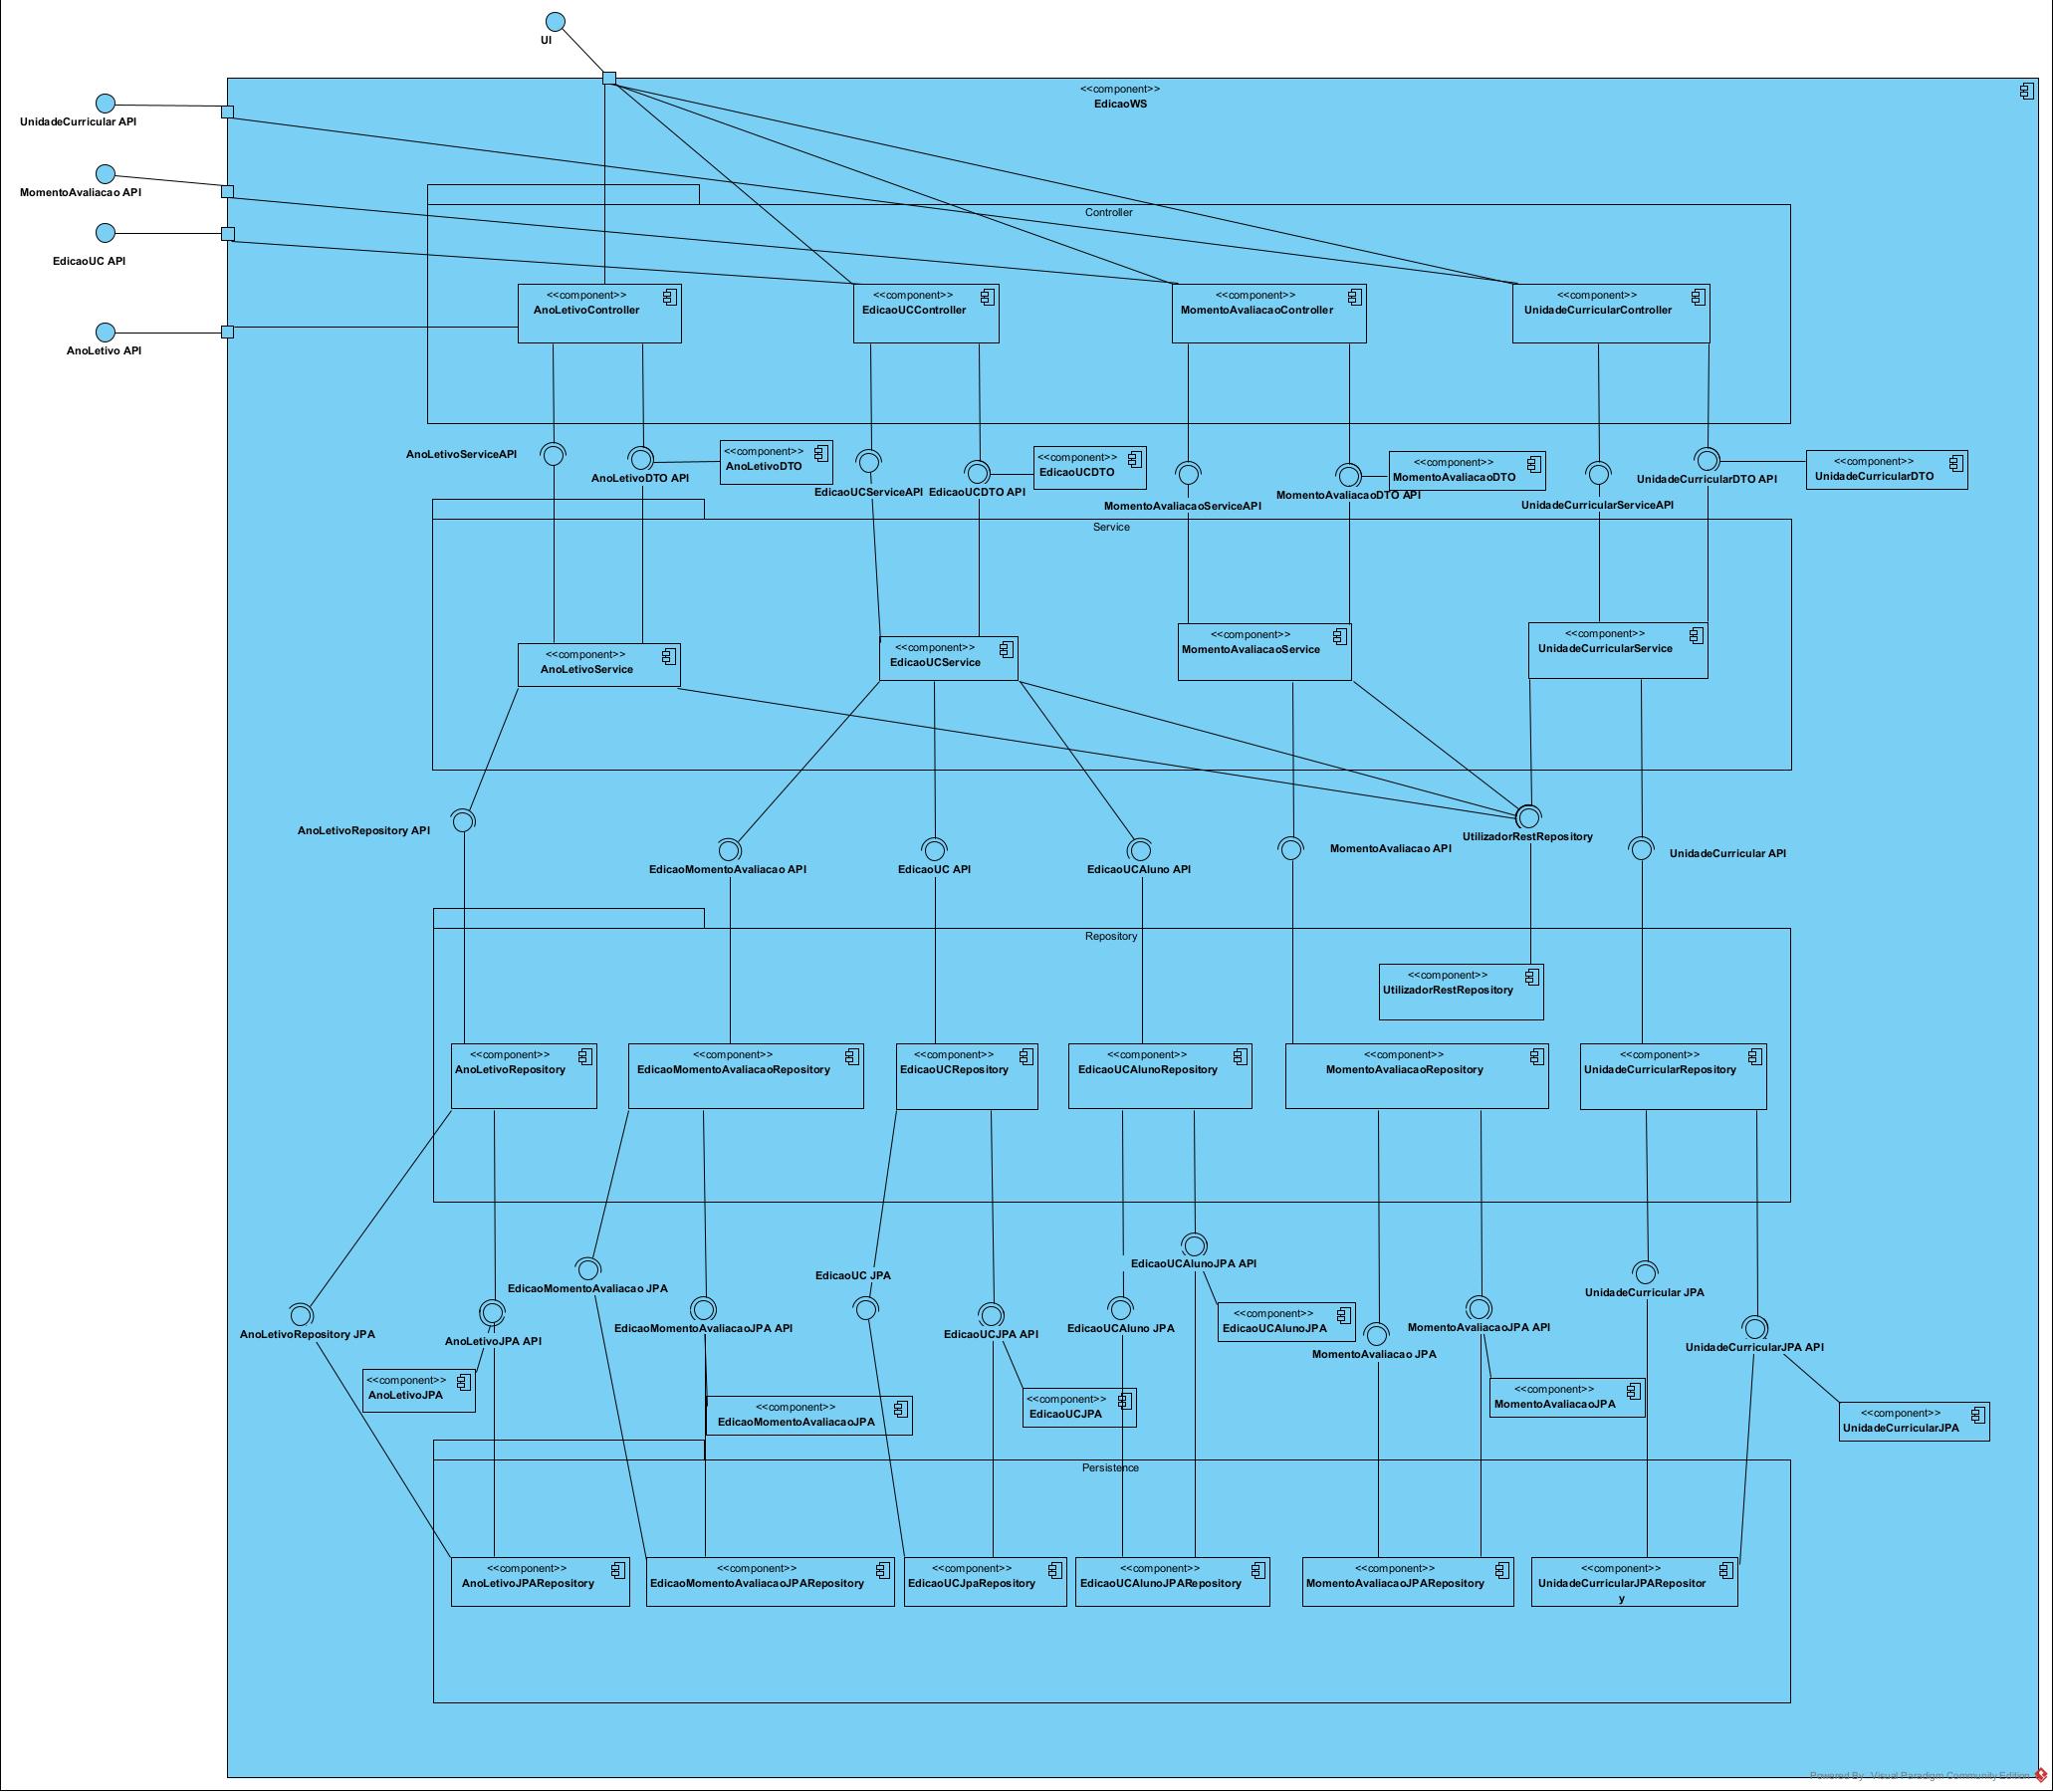 UI
<<component>>
EdicaoWS
UnidadeCurricular API
MomentoAvaliacao API
EdicaoUC API
AnoLetivo API
Controller
<<component>>
AnoLetivoController
<<component>>
EdicaoUCController
<<component>>
MomentoAvaliacaoController
<<component>>
UnidadeCurricularController
AnoLetivoServiceAPI
AnoLetivoDTO API
<<component>>
AnoLetivoDTO
EdicaoUCServiceAPI
EdicaoUCDTO API
<<component>>
EdicaoUCDTO
MomentoAvaliacaoServiceAPI
MomentoAvaliacaoDTO API
<<component>>
MomentoAvaliacaoDTO
UnidadeCurricularServiceAPI
UnidadeCurricularDTO API
<<component>>
UnidadeCurricularDTO
Service
<<component>>
AnoLetivoService
<<component>>
EdicaoUCService
<<component>>
MomentoAvaliacaoService
<<component>>
UnidadeCurricularService
AnoLetivoRepository API
EdicaoMomentoAvaliacao API
EdicaoUC API
EdicaoUCAluno API
MomentoAvaliacao API
UtilizadorRestRepository
UnidadeCurricular API
Repository
<<component>>
UtilizadorRestRepository
<<component>>
AnoLetivoRepository
<<component>>
EdicaoMomentoAvaliacaoRepository
<<component>>
EdicaoUCRepository
<<component>>
EdicaoUCAlunoRepository
<<component>>
MomentoAvaliacaoRepository
<<component>>
UnidadeCurricularRepository
AnoLetivoRepository JPA
AnoLetivoJPA API
<<component>>
AnoLetivoJPA
EdicaoMomentoAvaliacao JPA
EdicaoMomentoAvaliacaoJPA API
<<component>>
EdicaoMomentoAvaliacaoJPA
EdicaoUC JPA
EdicaoUCJPA API
<<component>>
EdicaoUCJPA
EdicaoUCAluno JPA
EdicaoUCAlunoJPA API
<<component>>
EdicaoUCAlunoJPA
MomentoAvaliacao JPA
MomentoAvaliacaoJPA API
<<component>>
MomentoAvaliacaoJPA
UnidadeCurricular JPA
UnidadeCurricularJPA API
<<component>>
UnidadeCurricularJPA
Persistence
<<component>>
AnoLetivoJPARepository
<<component>>
EdicaoMomentoAvaliacaoJPARepository
<<component>>
EdicaoUCJpaRepository
<<component>>
EdicaoUCAlunoJPARepository
<<component>>
MomentoAvaliacaoJPARepository
<<component>>
UnidadeCurricularJPARepositor
y
Powered By Visual Paradigm Community Edition